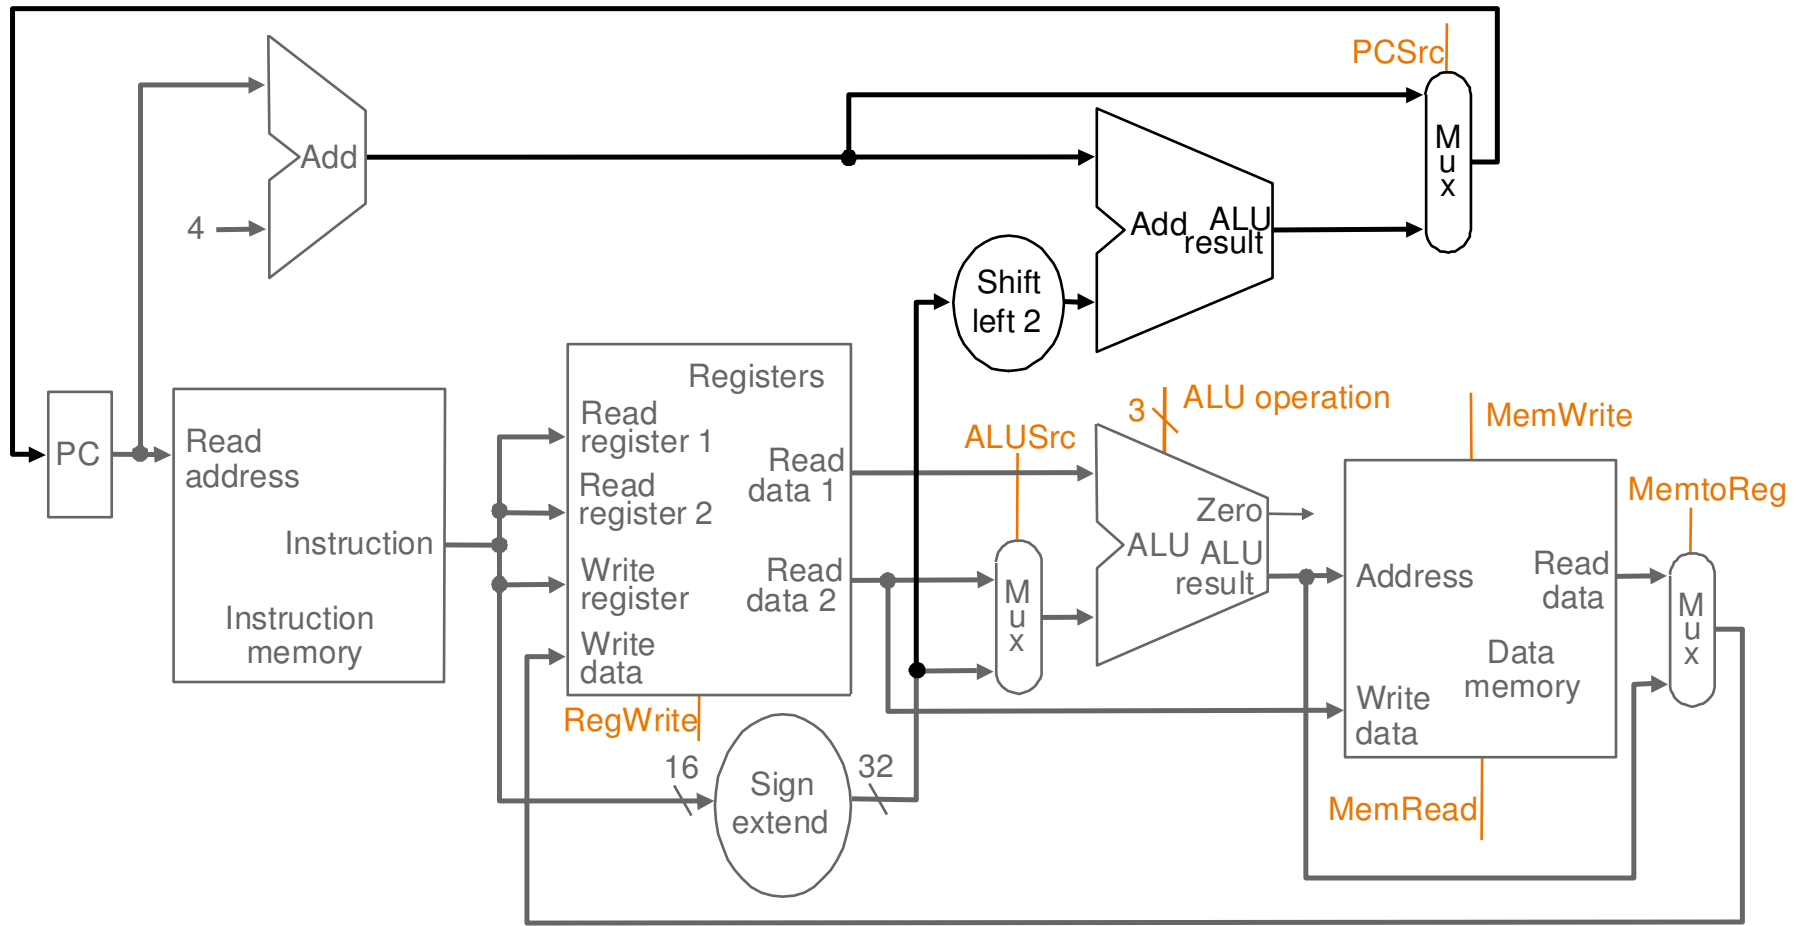 PCSrc
M
u
x
Add
4
Add
ALU
result
Shift
left 2
PC
Read
address
Instruction
Instruction
memory
Registers
Read
register 1
Read
register 2
Write
register
Write
data
Read
data 1
Read
data 2
RegWrite
16
Sign
extend
32
ALUSrc
M
u
x
3
ALU operation
Zero
ALU
ALU
result
MemWrite
Address
Read
data
Data
memory
Write
data
MemRead
MemtoReg
M
u
x